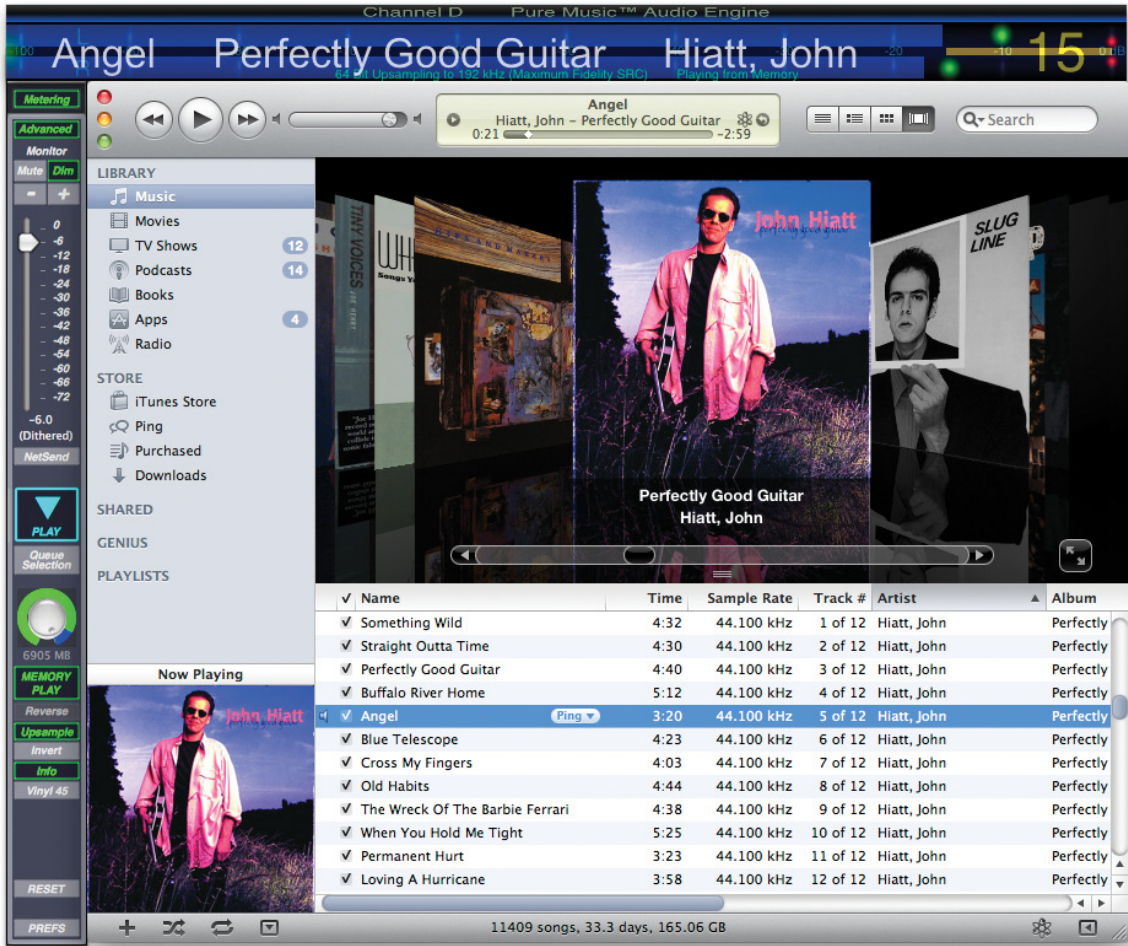 Channel D Pure Music™ Audio Engine
Angel Perfectly Good Guitar Hiatt, John 15
64 Bit Upsampling to 192 kHz (Maximum Fidelity SRC) Playing from Memory
-20 -10 0 dB
Metering
Advanced
Monitor
Mute Dim
- +
0
-6
-12
-18
-24
-30
-36
-42
-48
-54
-60
-66
-72
-6.0
(Dithered)
NetSend
PLAY
Queue
Selection
6905 MB
MEMORY
PLAY
Reverse
Upsample
Invert
Info
Vinyl 45
RESET
PREFS
Angel
Hiatt, John – Perfectly Good Guitar
0:21 -2:59
Search
LIBRARY
Music
Movies
TV Shows 12
Podcasts 14
Books
Apps 4
Radio
STORE
iTunes Store
Ping
Purchased
Downloads
SHARED
GENIUS
PLAYLISTS
Now Playing
John Hiatt
TINY VOICES
JOE HENRY
Songs
John Hiatt
perfectly good guitar
SLUG
LINE
Perfectly Good Guitar
Hiatt, John
✓ Name Time Sample Rate Track # Artist Album
✓ Something Wild 4:32 44.100 kHz 1 of 12 Hiatt, John Perfectly
✓ Straight Outta Time 4:30 44.100 kHz 2 of 12 Hiatt, John Perfectly
✓ Perfectly Good Guitar 4:40 44.100 kHz 3 of 12 Hiatt, John Perfectly
✓ Buffalo River Home 5:12 44.100 kHz 4 of 12 Hiatt, John Perfectly
✓ Angel Ping 3:20 44.100 kHz 5 of 12 Hiatt, John Perfectly
✓ Blue Telescope 4:23 44.100 kHz 6 of 12 Hiatt, John Perfectly
✓ Cross My Fingers 4:03 44.100 kHz 7 of 12 Hiatt, John Perfectly
✓ Old Habits 4:44 44.100 kHz 8 of 12 Hiatt, John Perfectly
✓ The Wreck Of The Barbie Ferrari 4:38 44.100 kHz 9 of 12 Hiatt, John Perfectly
✓ When You Hold Me Tight 5:25 44.100 kHz 10 of 12 Hiatt, John Perfectly
✓ Permanent Hurt 3:23 44.100 kHz 11 of 12 Hiatt, John Perfectly
✓ Loving A Hurricane 3:58 44.100 kHz 12 of 12 Hiatt, John Perfectly
11409 songs, 33.3 days, 165.06 GB